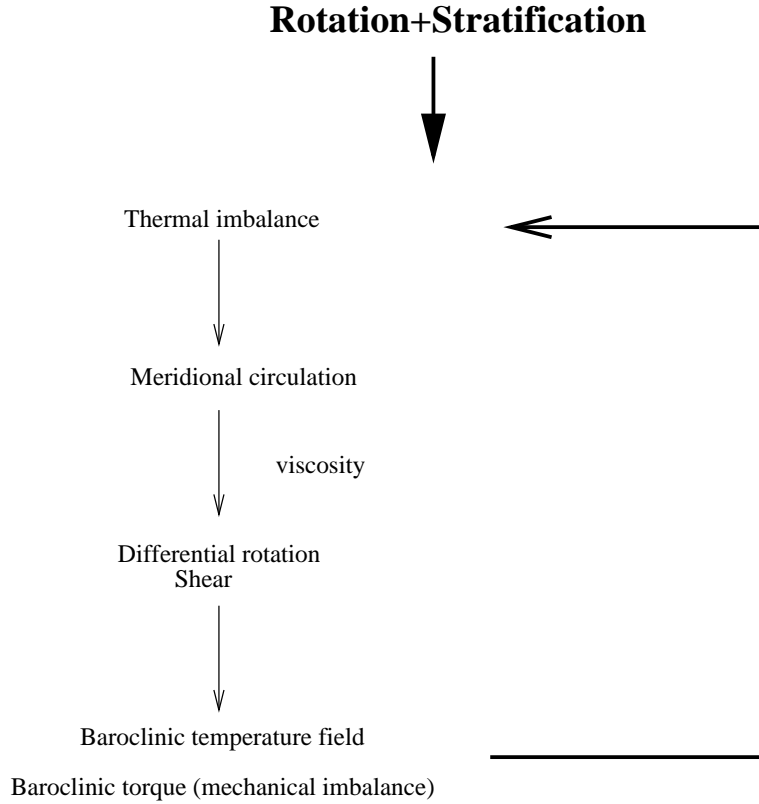 Rotation+Stratification
Thermal imbalance
Meridional circulation
viscosity
Differential rotation
Shear
Baroclinic temperature field
Baroclinic torque (mechanical imbalance)